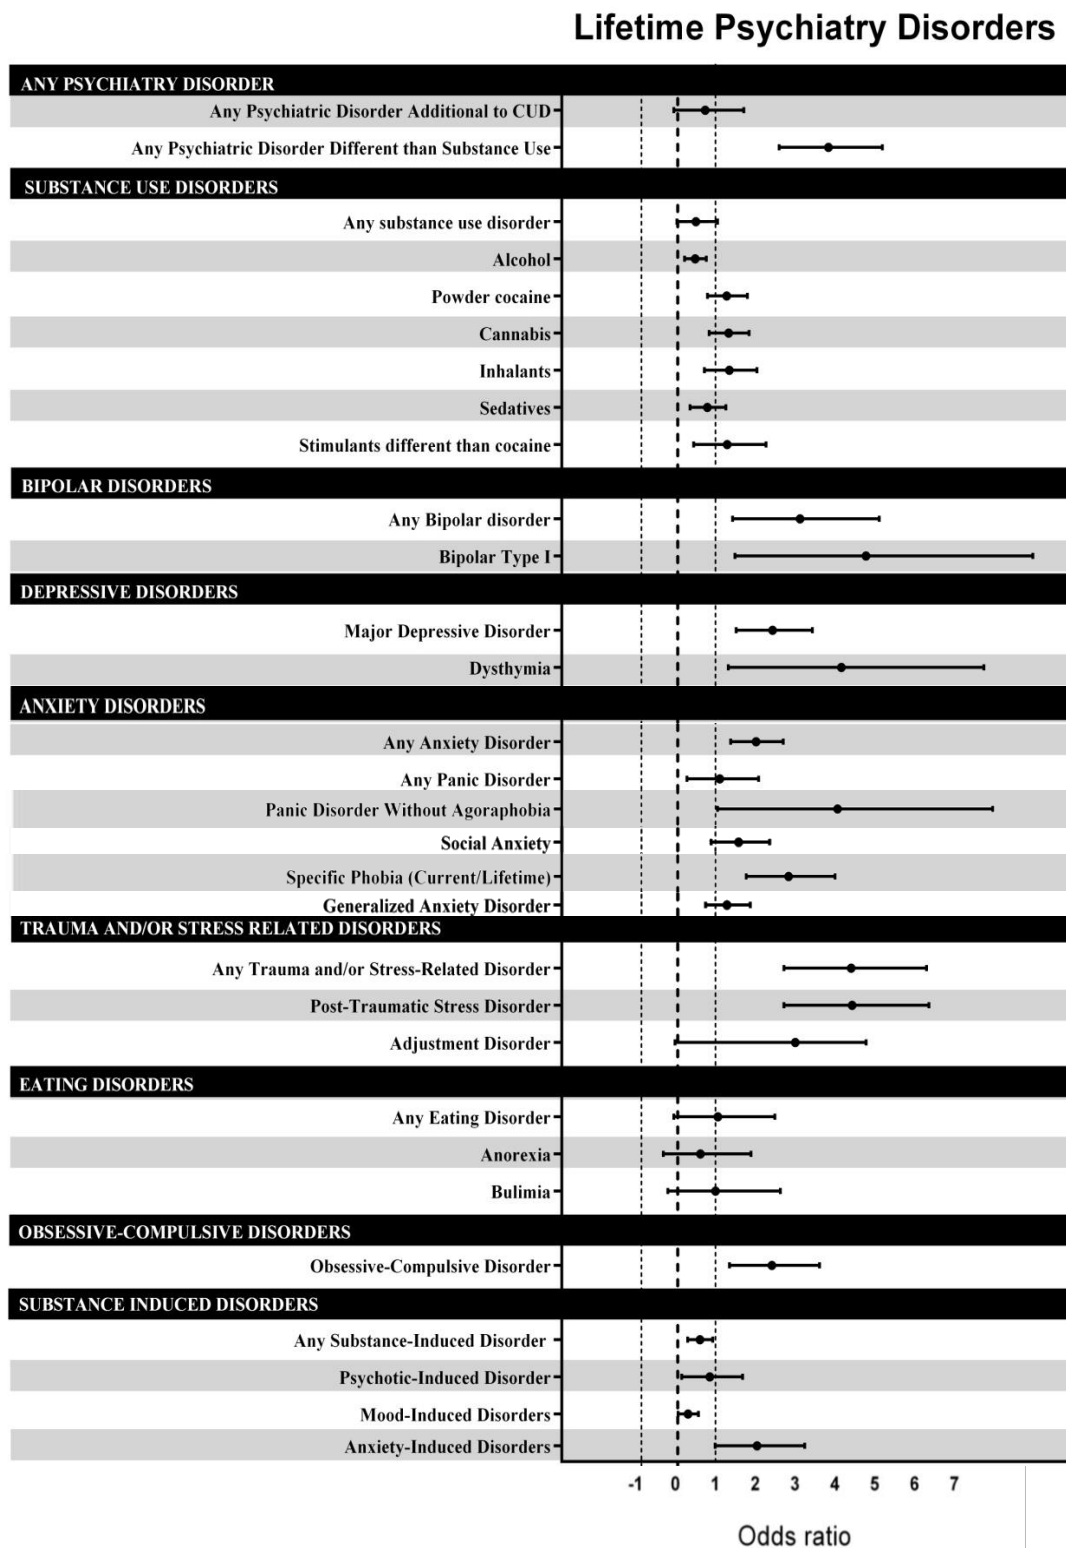 Lifetime Psychiatry Disorders
ANY PSYCHIATRY DISORDER
Any Psychiatric Disorder Additional to CUD
Any Psychiatric Disorder Different than Substance Use
SUBSTANCE USE DISORDERS
Any substance use disorder
Alcohol
Powder cocaine
Cannabis
Inhalants
Sedatives
Stimulants different than cocaine
BIPOLAR DISORDERS
Any Bipolar disorder
Bipolar Type I
DEPRESSIVE DISORDERS
Major Depressive Disorder
Dysthymia
ANXIETY DISORDERS
Any Anxiety Disorder
Any Panic Disorder
Panic Disorder Without Agoraphobia
Social Anxiety
Specific Phobia (Current/Lifetime)
Generalized Anxiety Disorder
TRAUMA AND/OR STRESS RELATED DISORDERS
Any Trauma and/or Stress-Related Disorder
Post-Traumatic Stress Disorder
Adjustment Disorder
EATING DISORDERS
Any Eating Disorder
Anorexia
Bulimia
OBSESSIVE-COMPULSIVE DISORDERS
Obsessive-Compulsive Disorder
SUBSTANCE INDUCED DISORDERS
Any Substance-Induced Disorder
Psychotic-Induced Disorder
Mood-Induced Disorders
Anxiety-Induced Disorders
-1 0 1 2 3 4 5 6 7
Odds ratio